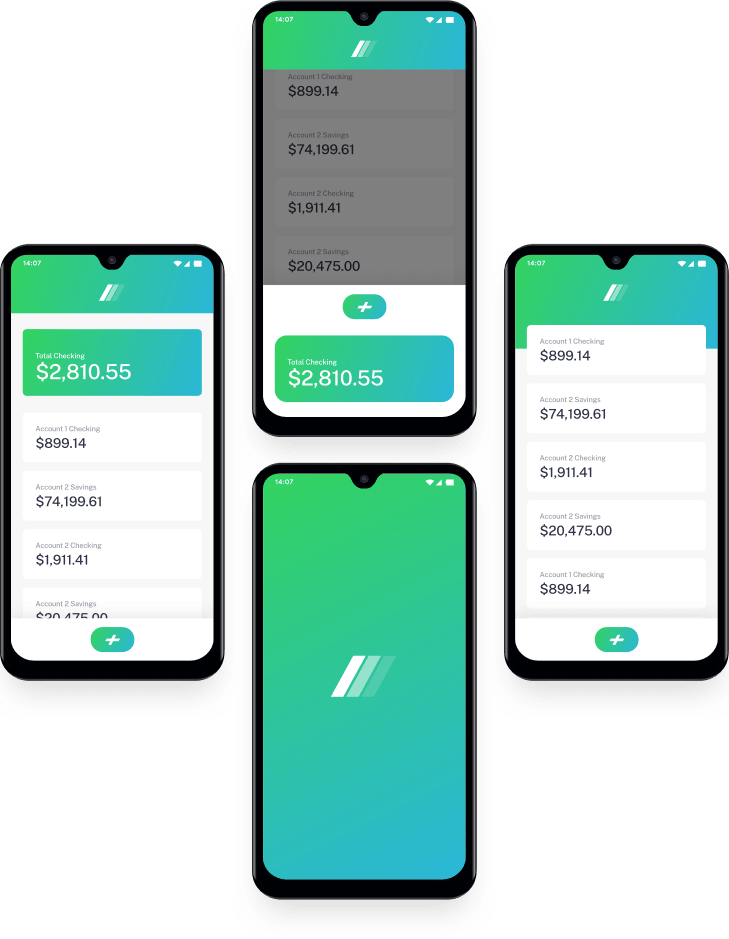 14:07
Account 1 Checking
$899.14
Account 2 Savings
$74,199.61
Account 2 Checking
$1,911.41
Account 2 Savings
$20,475.00
Total Checking
$2,810.55
14:07
Total Checking
$2,810.55
Account 1 Checking
$899.14
Account 2 Savings
$74,199.61
Account 2 Checking
$1,911.41
Account 2 Savings
$20,475.00
14:07
Account 1 Checking
$899.14
Account 2 Savings
$74,199.61
Account 2 Checking
$1,911.41
Account 2 Savings
$20,475.00
Account 1 Checking
$899.14
14:07